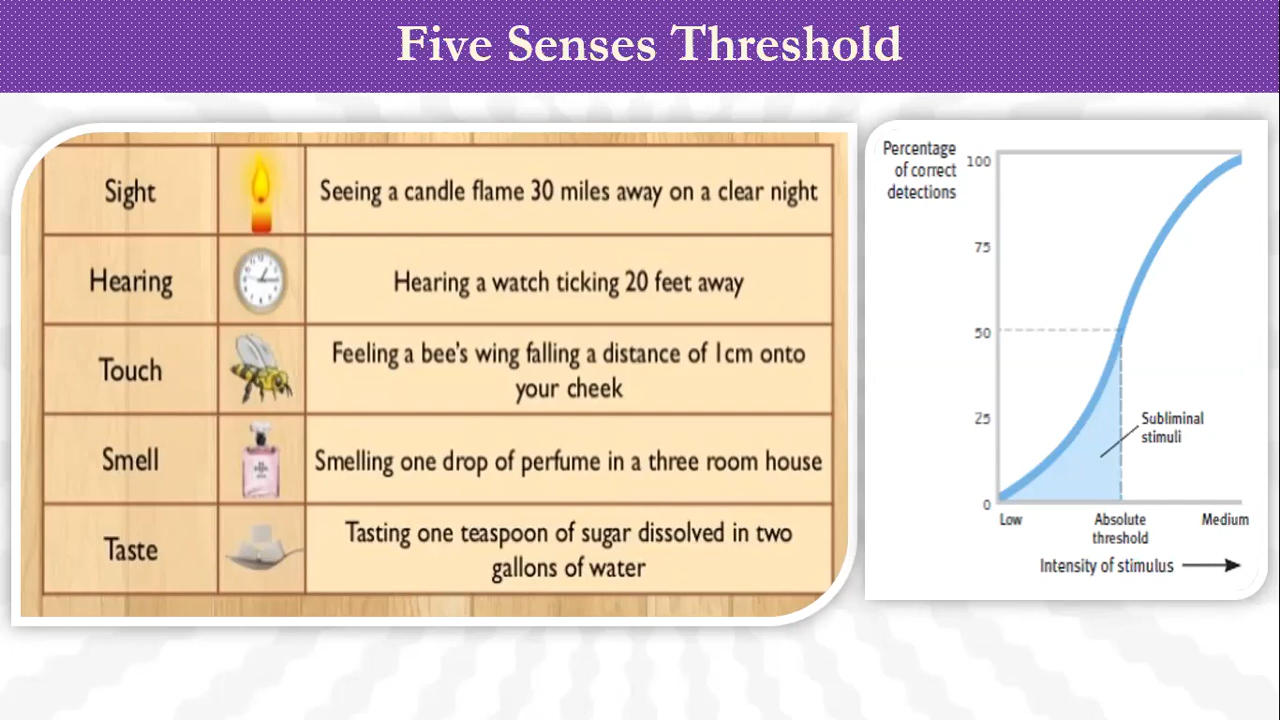 Five Senses Threshold
Sight
Seeing a candle flame 30 miles away on a clear night
Hearing
Hearing a watch ticking 20 feet away
Touch
Feeling a bee's wing falling a distance of 1cm onto
your cheek
Smell
Smelling one drop of perfume in a three room house
Taste
Tasting one teaspoon of sugar dissolved in two
gallons of water
Percentage
of correct
detections
100
75
50
25
0
Subliminal
stimuli
Low
Absolute
threshold
Medium
Intensity of stimulus